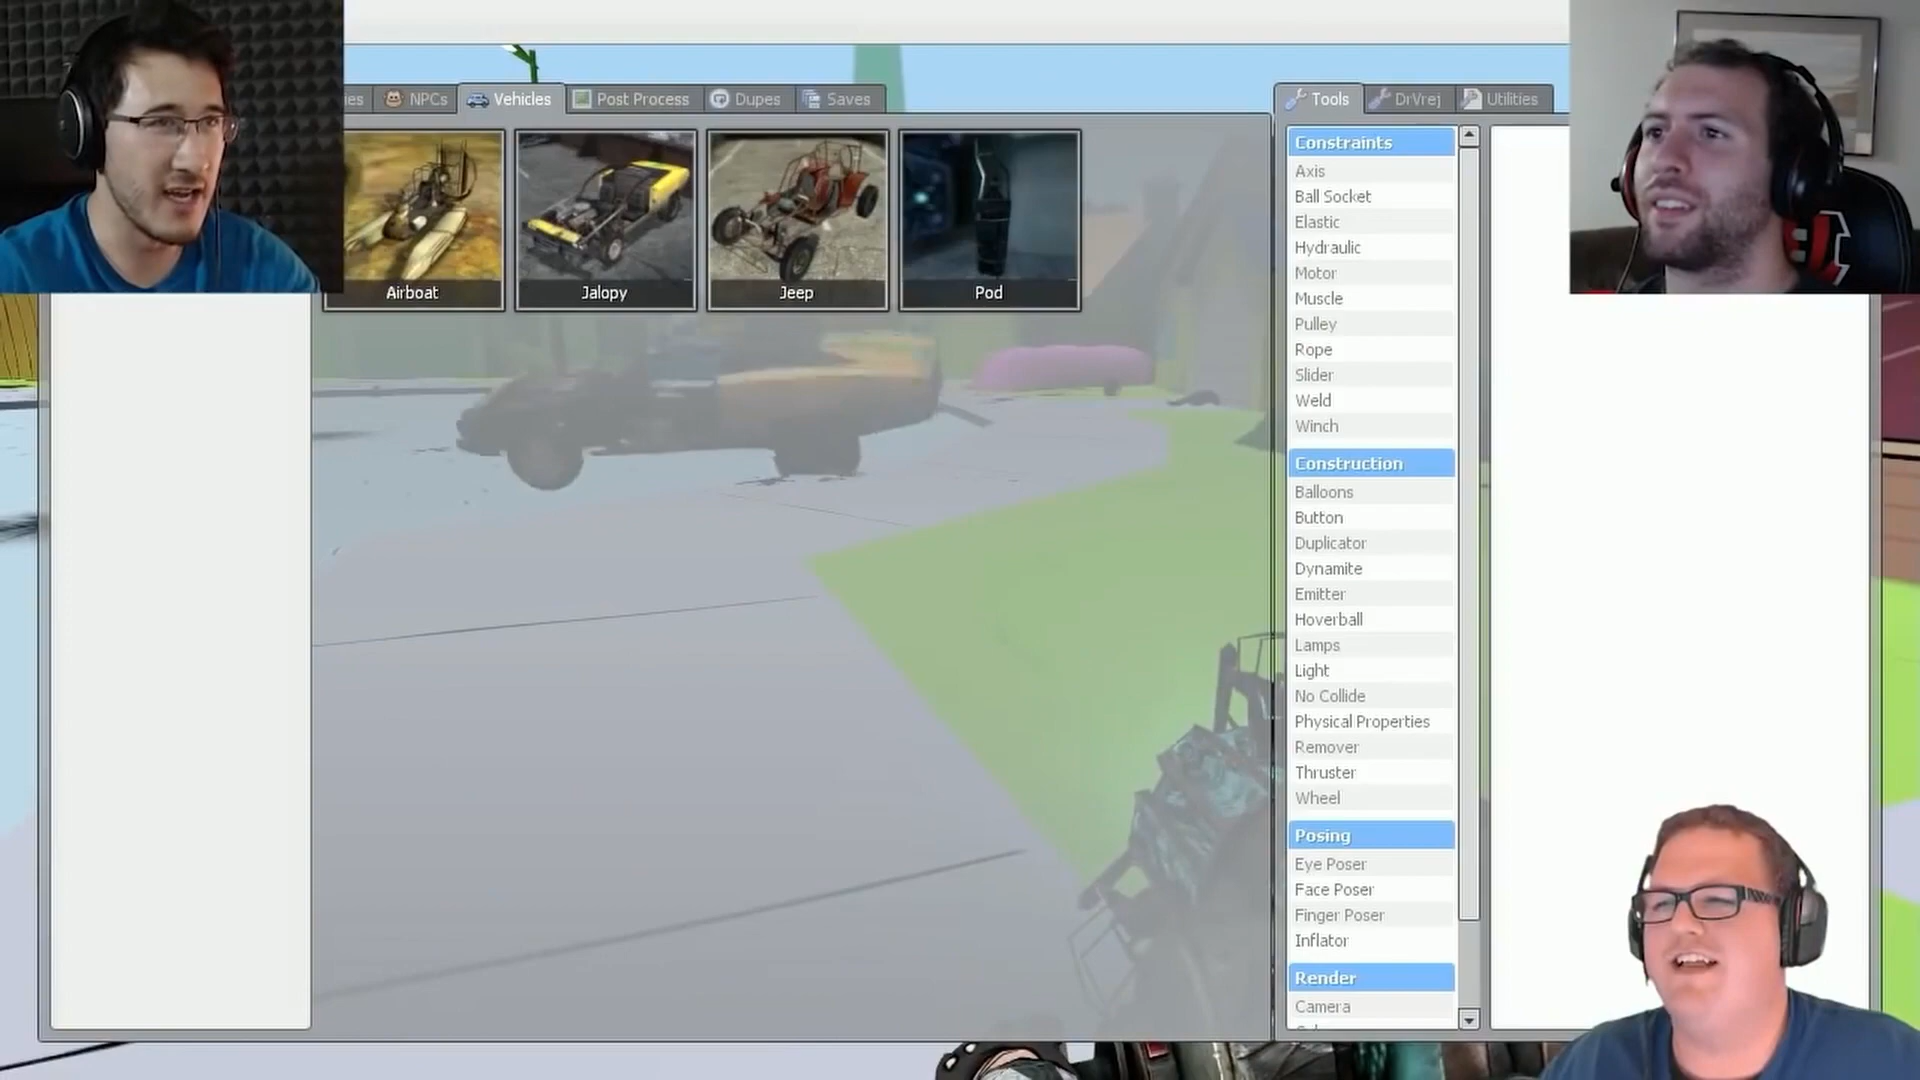 ies NPCs Vehicles Post Process Dupes Saves
Airboat Jalopy Jeep Pod
Tools DrVrej Utilities
Constraints
Axis
Ball Socket
Elastic
Hydraulic
Motor
Muscle
Pulley
Rope
Slider
Weld
Winch
Construction
Balloons
Button
Duplicator
Dynamite
Emitter
Hoverball
Lamps
Light
No Collide
Physical Properties
Remover
Thruster
Wheel
Posing
Eye Poser
Face Poser
Finger Poser
Inflator
Render
Camera